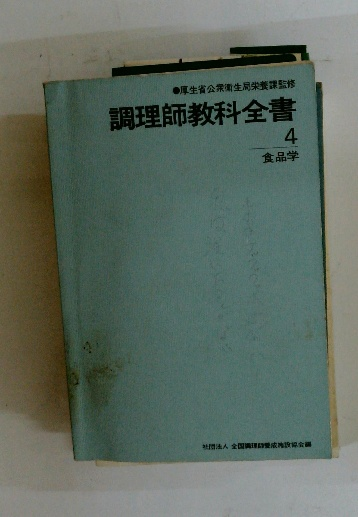 ●厚生省公衆衛生局栄養課監修
調理師教科全書
4
食品学
社団法人 全国調理師養成施設協会編